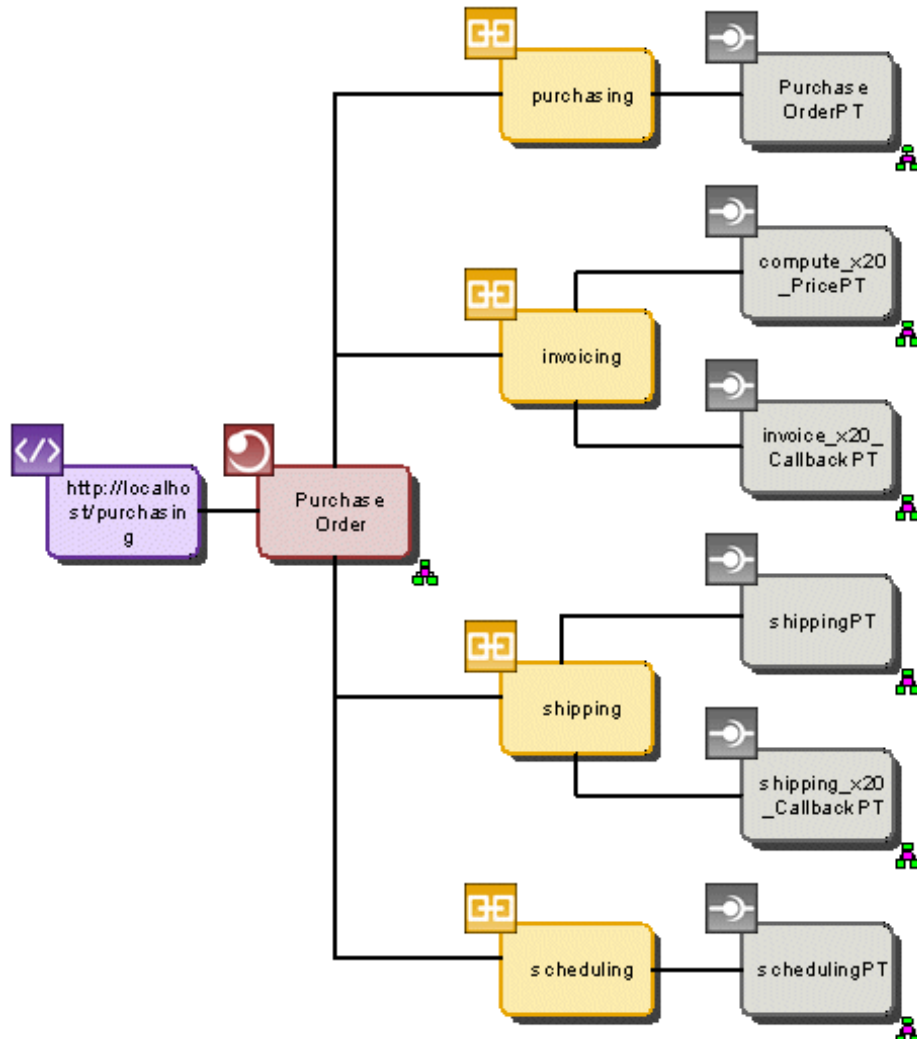 purchasing
Purchase
OrderPT
compute_x20
_PricePT
invoicing
invoice_x20_
CallbackPT
</>
http://localho
st/purchasin
g
Purchase
Order
shippingPT
shipping
shipping_x20
_CallbackPT
scheduling
schedulingPT